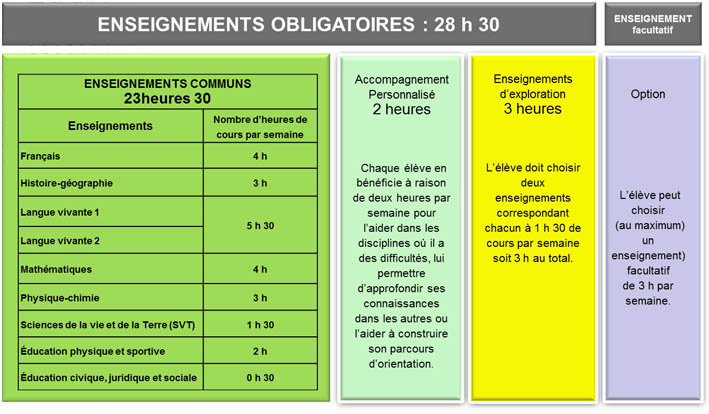 ENSEIGNEMENTS OBLIGATOIRES : 28 h 30
ENSEIGNEMENT
facultatif
ENSEIGNEMENTS COMMUNS
23heures 30
Enseignements
Nombre d'heures de
cours par semaine
Français 4 h
Histoire-géographie 3 h
Langue vivante 1
5 h 30
Langue vivante 2
Mathématiques 4 h
Physique-chimie 3 h
Sciences de la vie et de la Terre (SVT) 1 h 30
Éducation physique et sportive 2 h
Éducation civique, juridique et sociale 0 h 30
Accompagnement
Personnalisé
2 heures
Chaque élève en
bénéficie à raison
de deux heures par
semaine pour
l'aider dans les
disciplines où il a
des difficultés, lui
permettre
d'approfondir ses
connaissances
dans les autres ou
l'aider à construire
son parcours
d'orientation.
Enseignements
d'exploration
3 heures
L'élève doit choisir
deux
enseignements
correspondant
chacun à 1 h 30 de
cours par semaine
soit 3 h au total.
Option
L'élève peut
choisir
(au maximum)
un
enseignement)
facultatif
de 3 h par
semaine.